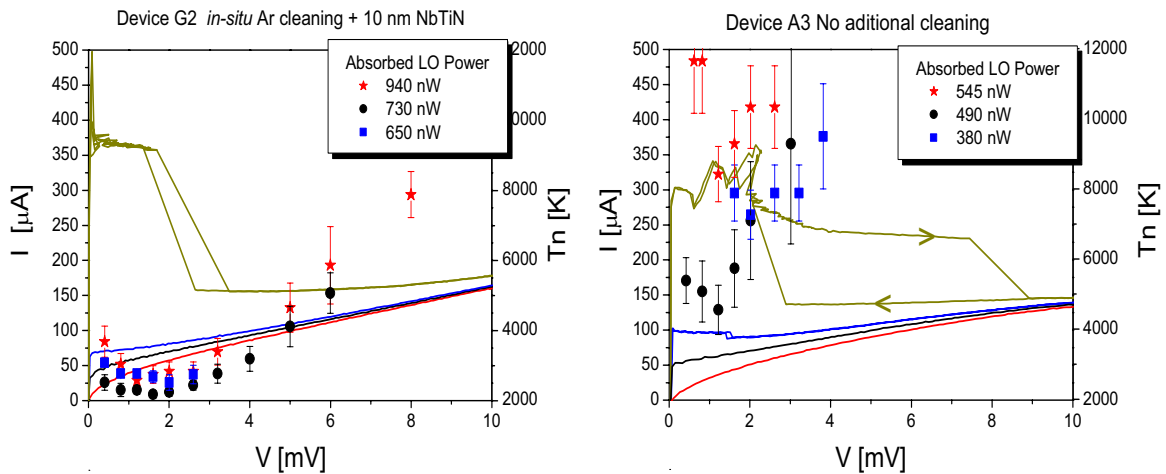 Device G2 in-situ Ar cleaning + 10 nm NbTiN
500
450
400
350
300
250
200
150
100
50
0
I [µA]
0 2 4 6 8 10
V [mV]
12000
10000
8000
6000
4000
2000
Tn [K]
Absorbed LO Power
940 nW
730 nW
650 nW
Device A3 No aditional cleaning
500
450
400
350
300
250
200
150
100
50
0
I [µA]
0 2 4 6 8 10
V [mV]
12000
10000
8000
6000
4000
2000
Tn [K]
Absorbed LO Power
545 nW
490 nW
380 nW